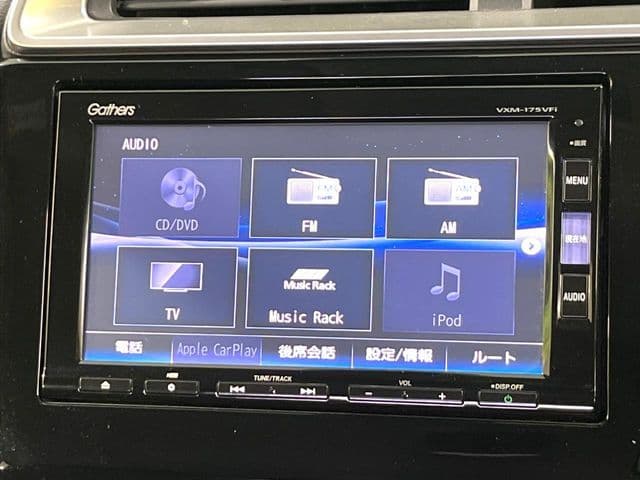 Gathers
VXM-175VFi
AUDIO
CD/DVD
FM
AM
TV
Music Rack
Music Rack
iPod
電話
Apple CarPlay
後席会話
設定/情報
ルート
MENU
現在地
AUDIO
TUNE/TRACK
VOL
− +
●DISP.OFF